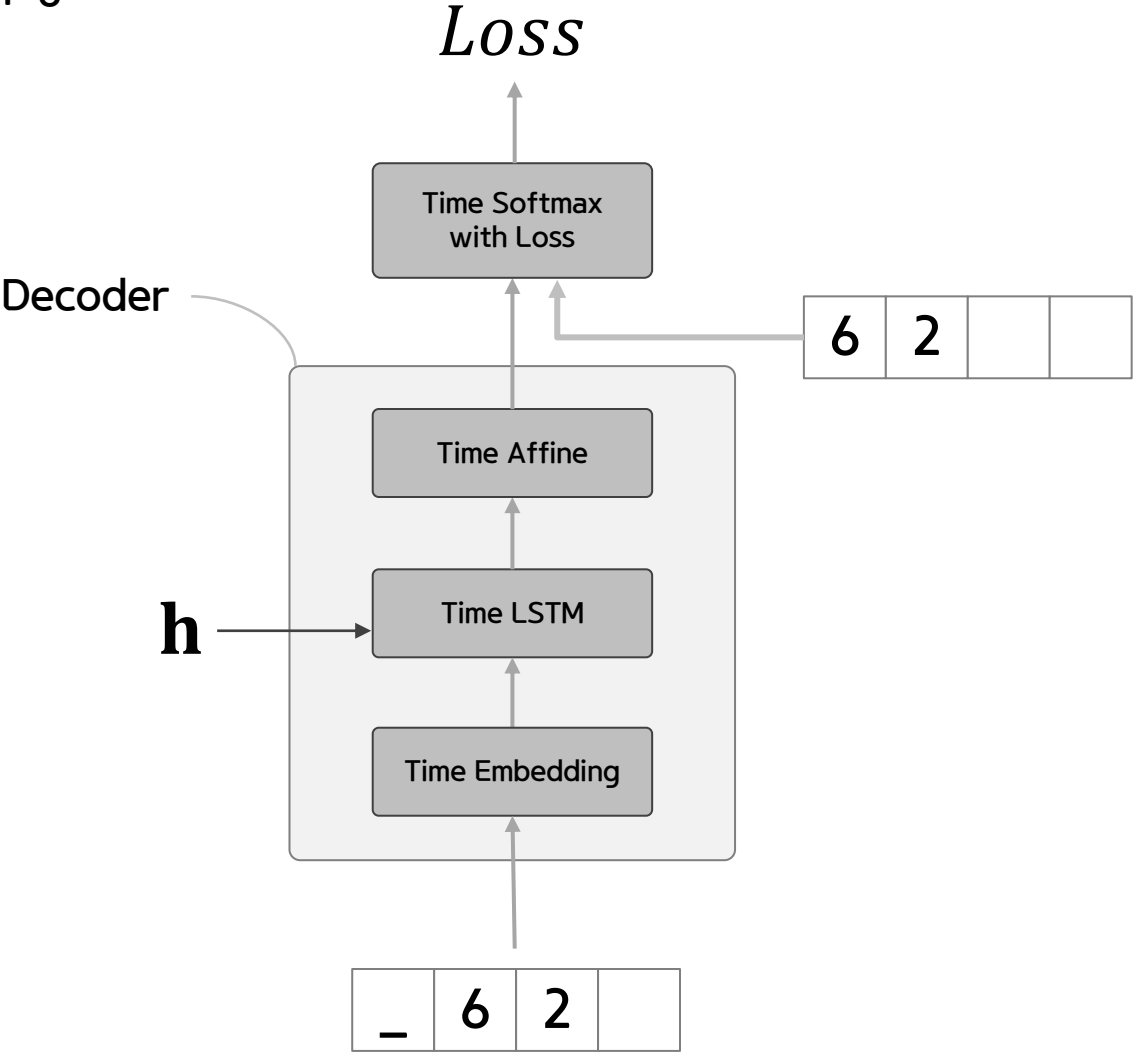 Loss
Time Softmax
with Loss
Decoder
6 2
Time Affine
h
Time LSTM
Time Embedding
_ 6 2